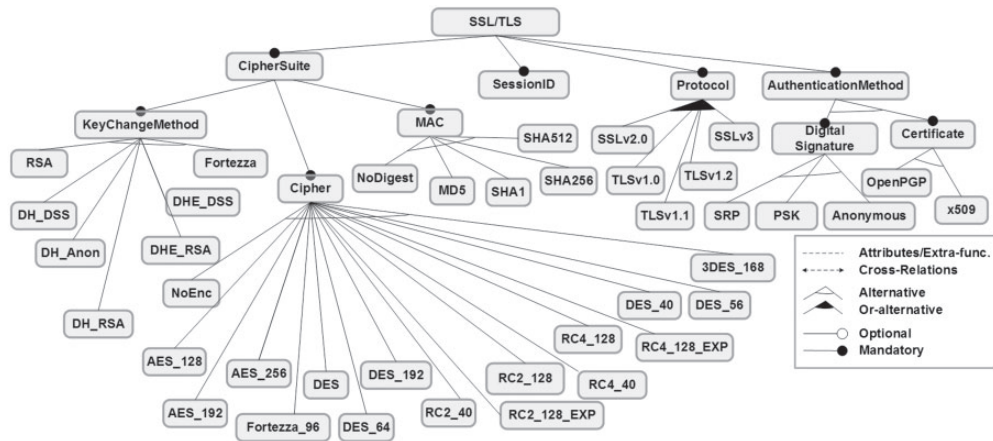 SSL/TLS
CipherSuite
SessionID
Protocol
AuthenticationMethod
KeyChangeMethod
MAC
SSLv2.0
SSLv3
Digital
Signature
Certificate
RSA
Fortezza
NoDigest
MD5
SHA1
SHA256
SHA512
TLSv1.0
TLSv1.1
TLSv1.2
OpenPGP
x509
Cipher
DH_DSS
DHE_DSS
DH_Anon
DHE_RSA
DH_RSA
SRP
PSK
Anonymous
NoEnc
3DES_168
DES_40
DES_56
AES_128
AES_256
DES
DES_192
RC2_128
RC4_128
RC4_128_EXP
RC4_40
AES_192
Fortezza_96
DES_64
RC2_40
RC2_128_EXP
Attributes/Extra-func.
Cross-Relations
Alternative
Or-alternative
Optional
Mandatory